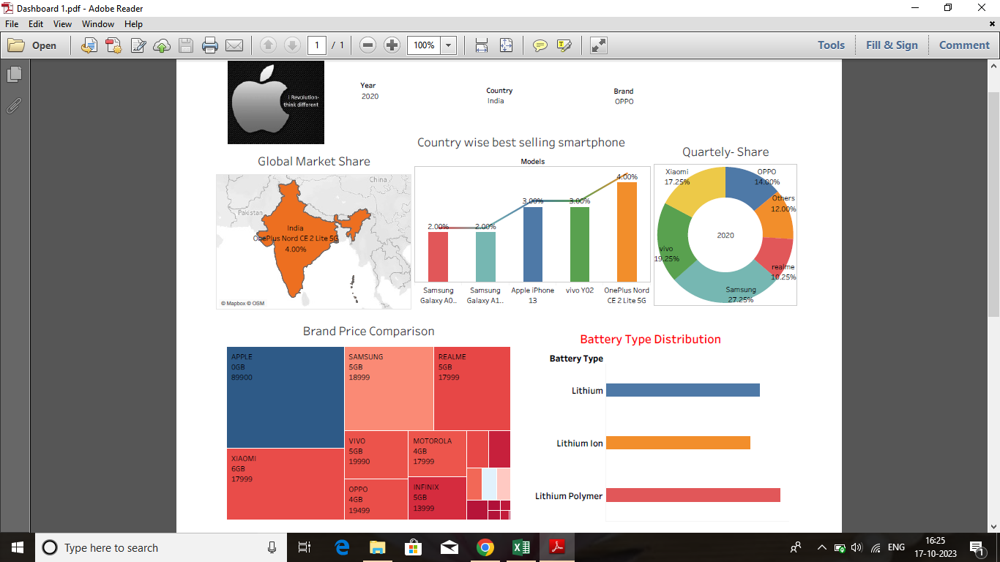 Dashboard 1.pdf - Adobe Reader
File Edit View Window Help
Open
1 / 1
100%
Tools
Fill & Sign
Comment
i Revolution-
think different
Year
2020
Country
India
Brand
OPPO
Global Market Share
China
Pakistan
India
OnePlus Nord CE 2 Lite 5G
4.00%
© Mapbox © OSM
Country wise best selling smartphone
Models
2.00%
2.00%
3.00%
3.00%
4.00%
Samsung
Galaxy A0..
Samsung
Galaxy A1..
Apple iPhone
13
vivo Y02
OnePlus Nord
CE 2 Lite 5G
Quartely- Share
Xiaomi
17.25%
OPPO
14.00%
Others
12.00%
2020
vivo
19.25%
realme
10.25%
Samsung
27.25%
Brand Price Comparison
APPLE
0GB
89900
SAMSUNG
5GB
18999
REALME
5GB
17999
XIAOMI
6GB
17999
VIVO
5GB
19990
MOTOROLA
4GB
17999
OPPO
4GB
19499
INFINIX
5GB
13999
Battery Type Distribution
Battery Type
Lithium
Lithium Ion
Lithium Polymer
Type here to search
ENG
16:25
17-10-2023
1